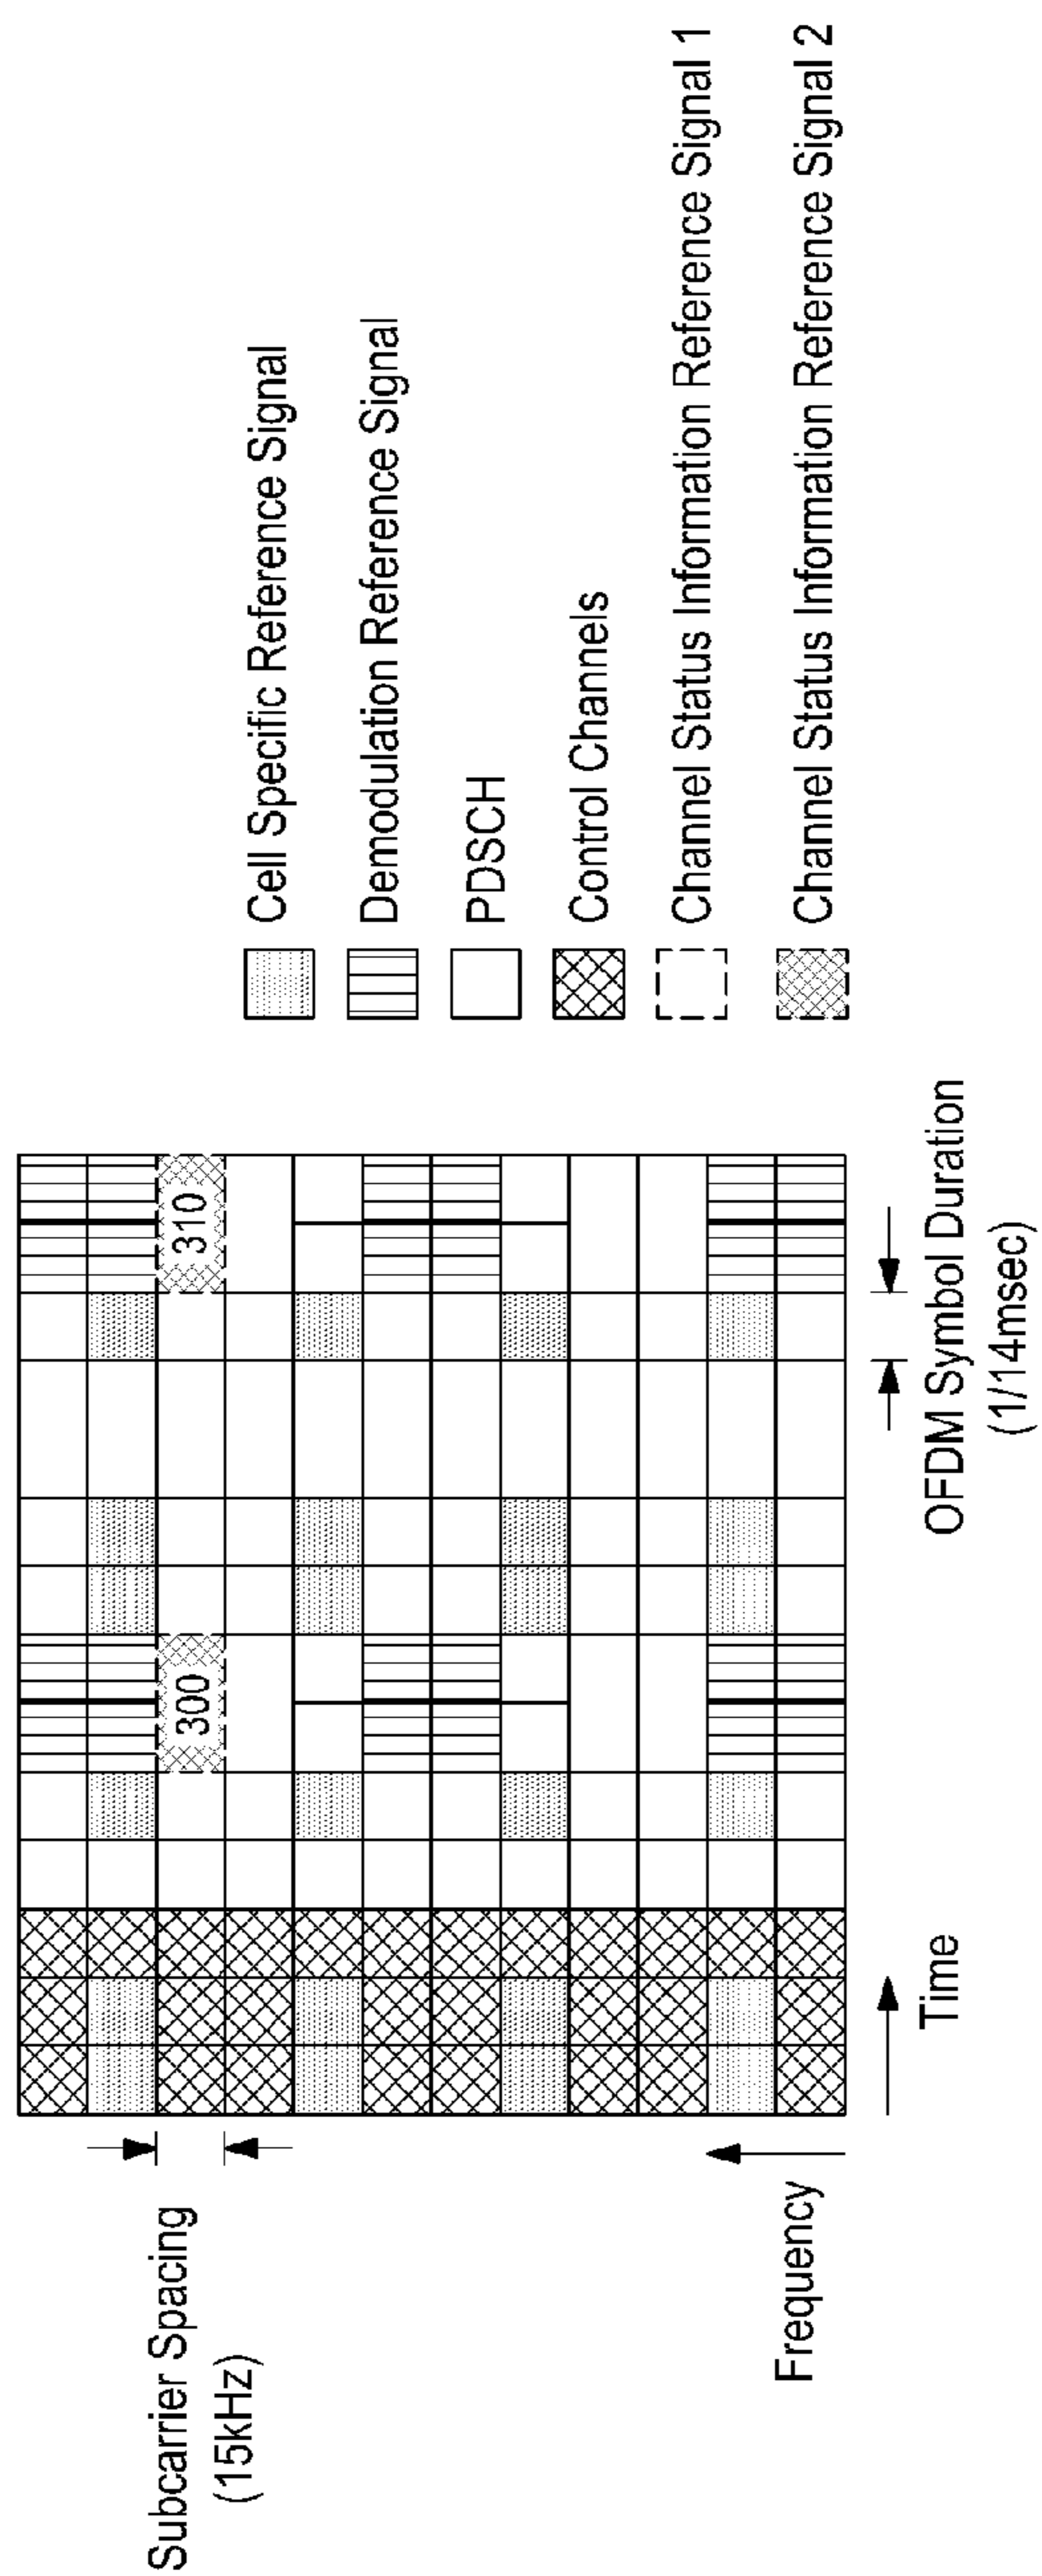 Subcarrier Spacing
(15kHz)
Frequency
300
310
Time
OFDM Symbol Duration
(1/14msec)
Cell Specific Reference Signal
Demodulation Reference Signal
PDSCH
Control Channels
Channel Status Information Reference Signal 1
Channel Status Information Reference Signal 2